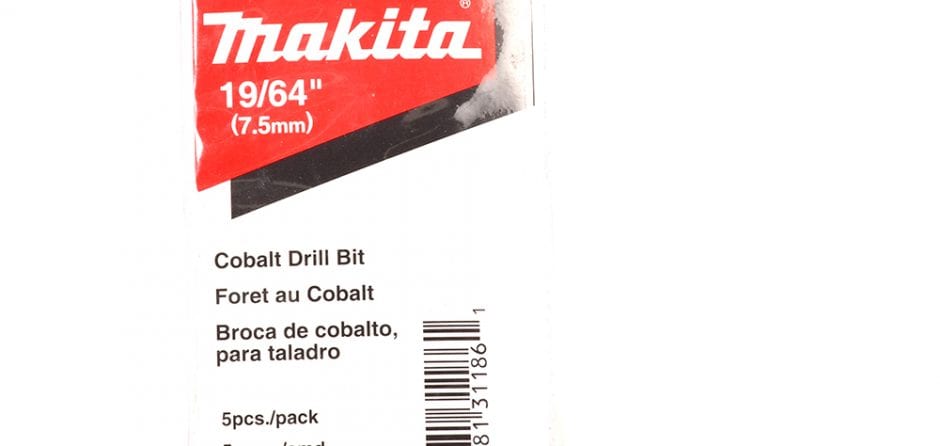 makita®
19/64"
(7.5mm)
Cobalt Drill Bit
Foret au Cobalt
Broca de cobalto,
para taladro
5pcs./pack
81 31186 1